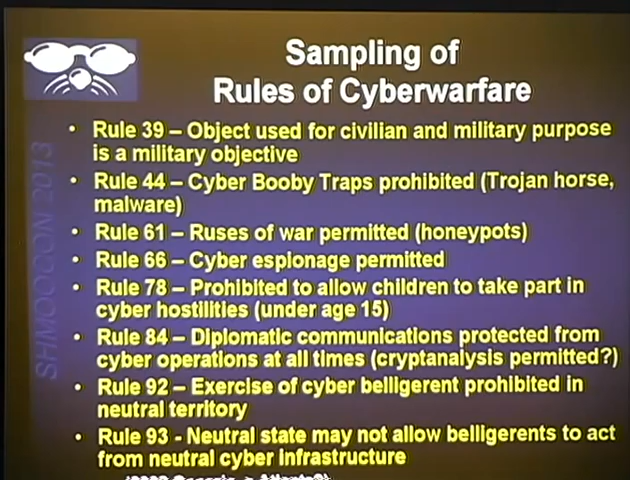 Sampling of
Rules of Cyberwarfare
SHMOOCON 2013
• Rule 39 – Object used for civilian and military purpose
is a military objective
• Rule 44 – Cyber Booby Traps prohibited (Trojan horse,
malware)
• Rule 61 – Ruses of war permitted (honeypots)
• Rule 66 – Cyber espionage permitted
• Rule 78 – Prohibited to allow children to take part in
cyber hostilities (under age 15)
• Rule 84 – Diplomatic communications protected from
cyber operations at all times (cryptanalysis permitted?)
• Rule 92 – Exercise of cyber belligerent prohibited in
neutral territory
• Rule 93 - Neutral state may not allow belligerents to act
from neutral cyber infrastructure